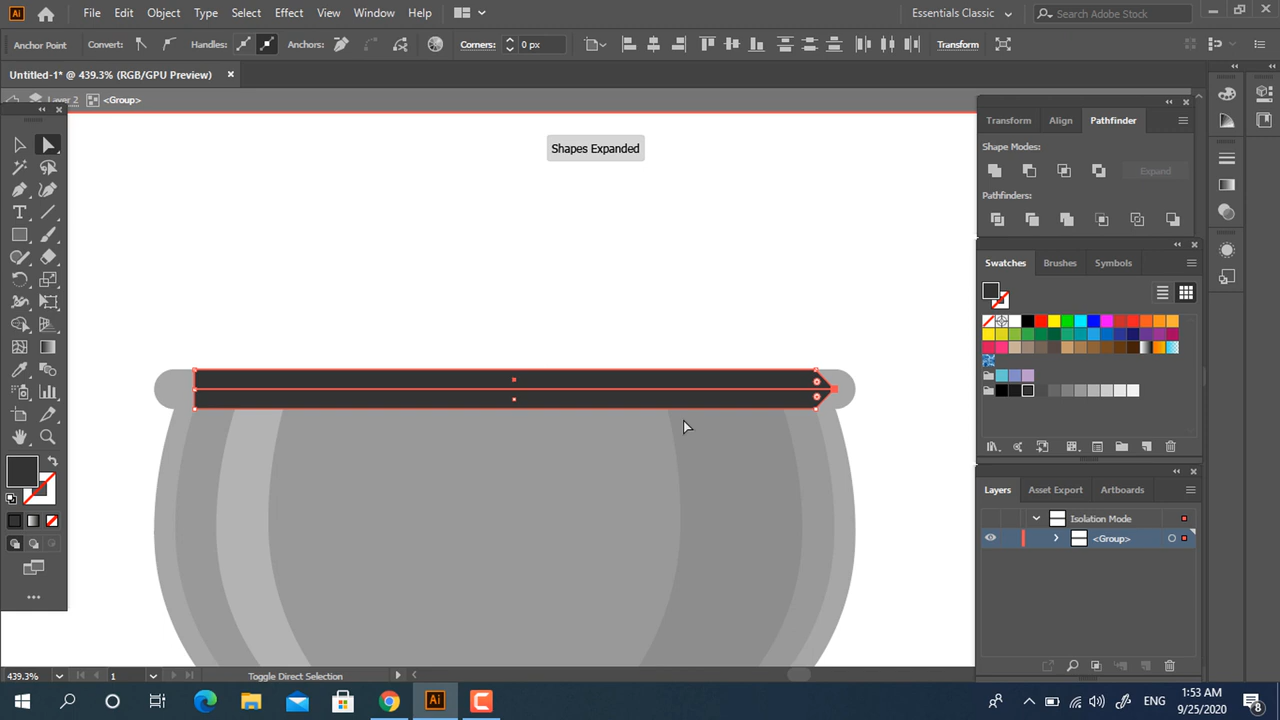 Ai File Edit Object Type Select Effect View Window Help Essentials Classic Search Adobe Stock
Anchor Point Convert: Handles: Anchors: Corners: 0 px Transform
Untitled-1* @ 439.3% (RGB/GPU Preview) ×
Layer 2 <Group>
Shapes Expanded
Transform Align Pathfinder
Shape Modes:
Expand
Pathfinders:
Swatches Brushes Symbols
Layers Asset Export Artboards
Isolation Mode
<Group>
439.3% 1 Toggle Direct Selection
Ai ENG 1:53 AM
9/25/2020 8